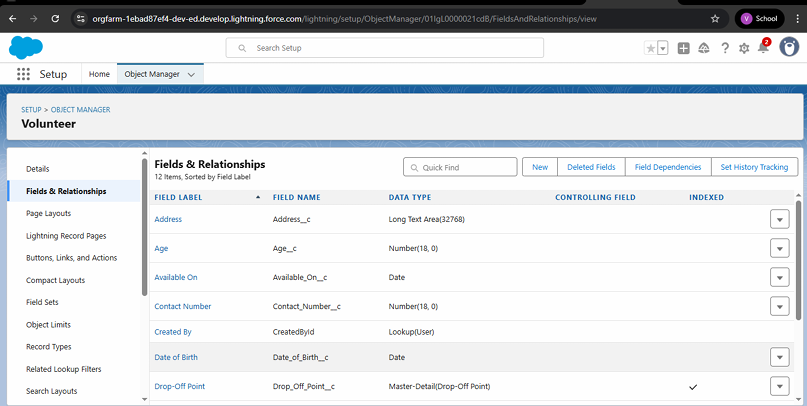 orgfarm-1ebad87ef4-dev-ed.develop.lightning.force.com/lightning/setup/ObjectManager/01IgL0000021cdB/FieldsAndRelationships/view
V School
Search Setup
2
Setup Home Object Manager
SETUP > OBJECT MANAGER
Volunteer
Details
Fields & Relationships
Page Layouts
Lightning Record Pages
Buttons, Links, and Actions
Compact Layouts
Field Sets
Object Limits
Record Types
Related Lookup Filters
Search Layouts
Fields & Relationships
12 Items, Sorted by Field Label
Quick Find New Deleted Fields Field Dependencies Set History Tracking
FIELD LABEL FIELD NAME DATA TYPE CONTROLLING FIELD INDEXED
Address Address__c Long Text Area(32768)
Age Age__c Number(18, 0)
Available On Available_On__c Date
Contact Number Contact_Number__c Number(18, 0)
Created By CreatedById Lookup(User)
Date of Birth Date_of_Birth__c Date
Drop-Off Point Drop_Off_Point__c Master-Detail(Drop-Off Point)